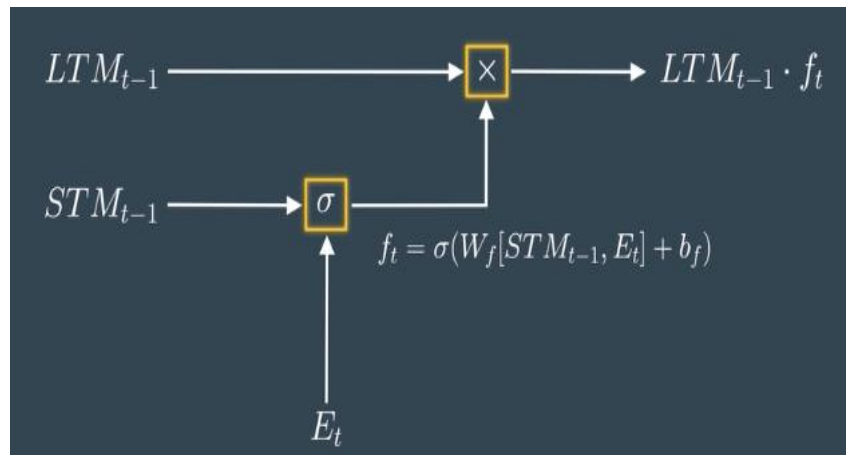 LTM_{t−1} × LTM_{t−1} · f_t
STM_{t−1} σ
f_t = σ(W_f[STM_{t−1}, E_t] + b_f)
E_t